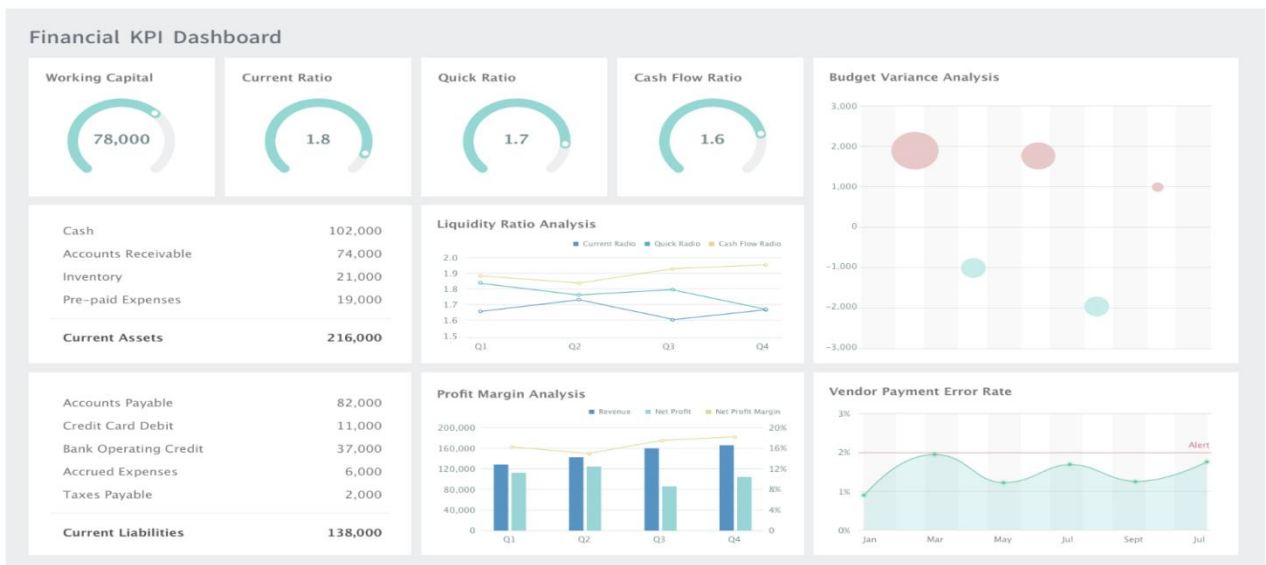 Financial KPI Dashboard
Working Capital
78,000
Current Ratio
1.8
Quick Ratio
1.7
Cash Flow Ratio
1.6
Cash 102,000
Accounts Receivable 74,000
Inventory 21,000
Pre-paid Expenses 19,000
Current Assets 216,000
Accounts Payable 82,000
Credit Card Debit 11,000
Bank Operating Credit 37,000
Accrued Expenses 6,000
Taxes Payable 2,000
Current Liabilities 138,000
Liquidity Ratio Analysis
Current Radio Quick Radio Cash Flow Radio
2.0
1.9
1.8
1.7
1.6
1.5
Q1 Q2 Q3 Q4
Profit Margin Analysis
Revenue Net Profit Net Profit Margin
200,000 20%
160,000 16%
120,000 12%
80,000 8%
40,000 4%
0 0
Q1 Q2 Q3 Q4
Budget Variance Analysis
3,000
2,000
1,000
0
-1,000
-2,000
-3,000
Vendor Payment Error Rate
3%
Alert
2%
1%
0%
Jan Mar May Jul Sept Jul